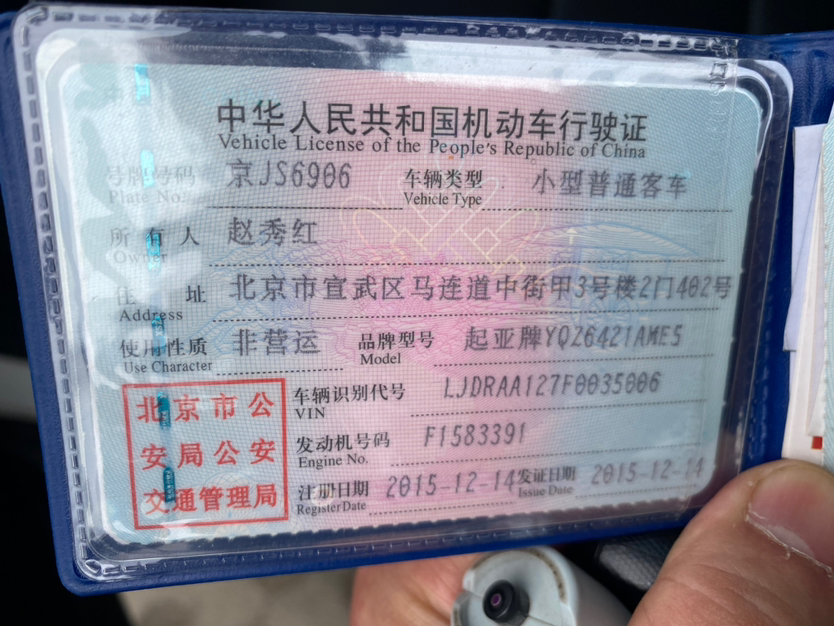 中华人民共和国机动车行驶证
Vehicle License of the People's Republic of China
号牌号码 京JS6906 车辆类型 小型普通客车
Plate No. Vehicle Type
所有人 赵秀红
Owner
住址 北京市宣武区马连道中街甲3号楼2门402号
Address
使用性质 非营运 品牌型号 起亚牌YQZ6421AME5
Use Character Model
北京市公 车辆识别代号 LJDRAA127F0035006
VIN
安局公安 发动机号码 F1583391
Engine No.
交通管理局 注册日期 2015-12-14 发证日期 2015-12-14
Register Date Issue Date